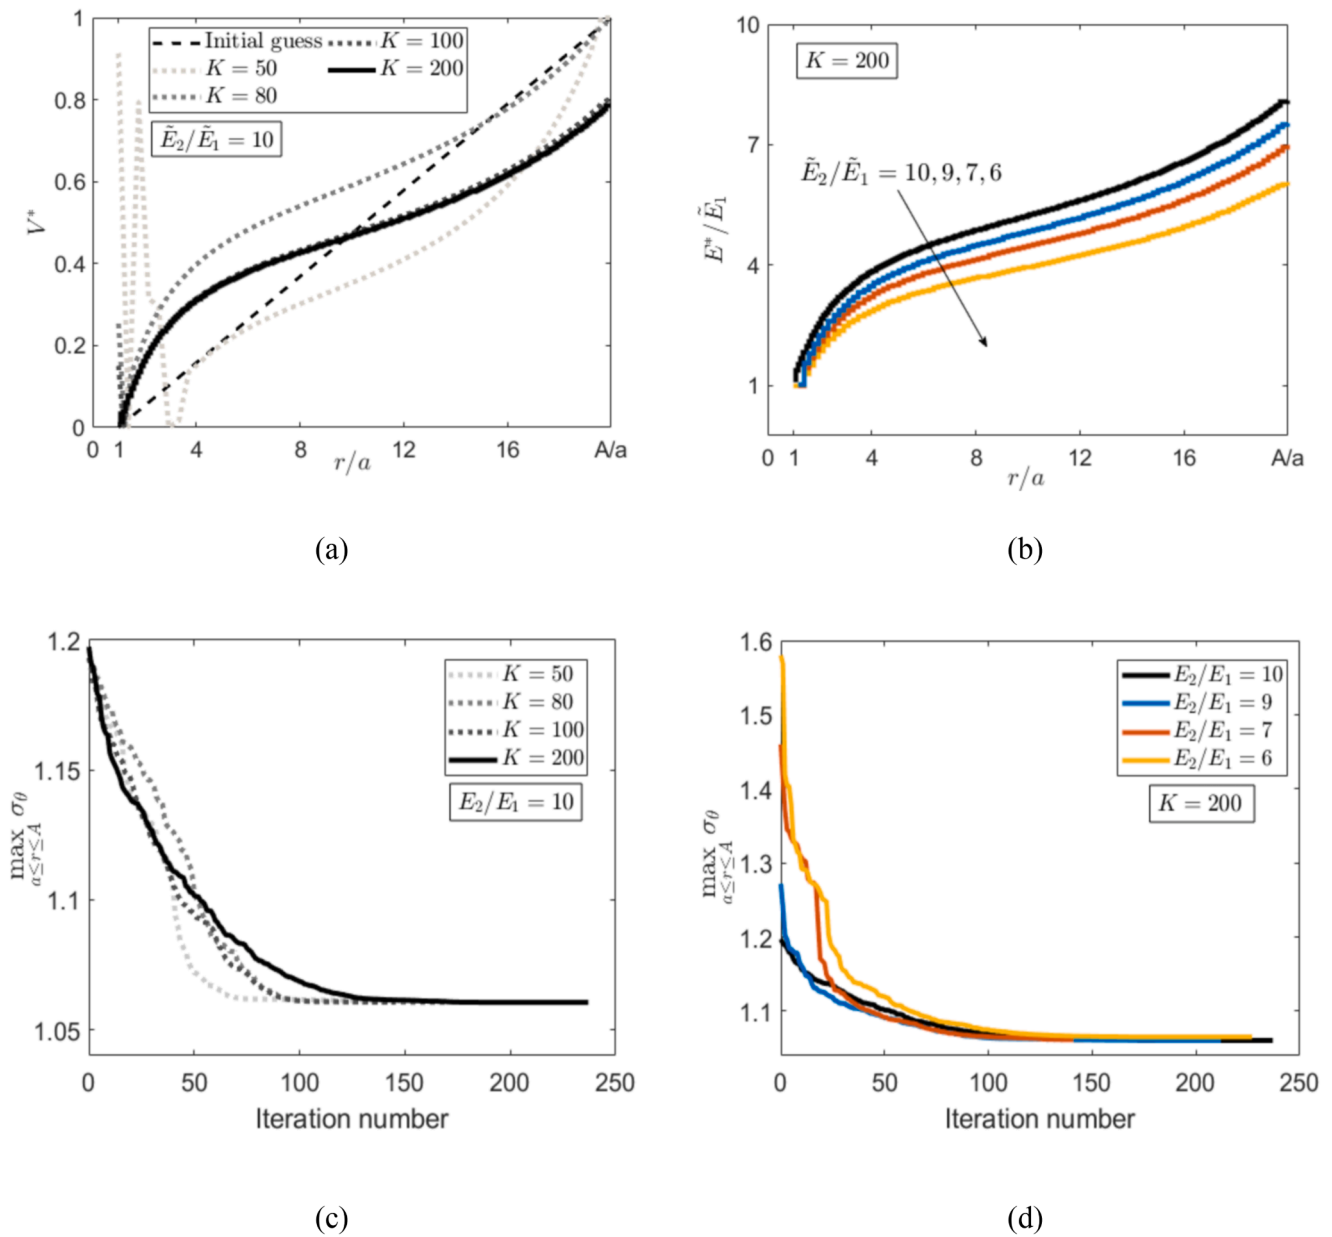 1
0.8
0.6
0.4
0.2
0
V*
0 1 4 8 12 16 A/a
r/a
Initial guess
K = 50
K = 80
K = 100
K = 200
Ẽ₂/Ẽ₁ = 10
(a)
10
7
4
1
E*/Ẽ₁
0 1 4 8 12 16 A/a
r/a
K = 200
Ẽ₂/Ẽ₁ = 10, 9, 7, 6
(b)
1.2
1.15
1.1
1.05
max σθ
a≤r≤A
0 50 100 150 200 250
Iteration number
K = 50
K = 80
K = 100
K = 200
E₂/E₁ = 10
(c)
1.6
1.5
1.4
1.3
1.2
1.1
max σθ
a≤r≤A
0 50 100 150 200 250
Iteration number
E₂/E₁ = 10
E₂/E₁ = 9
E₂/E₁ = 7
E₂/E₁ = 6
K = 200
(d)